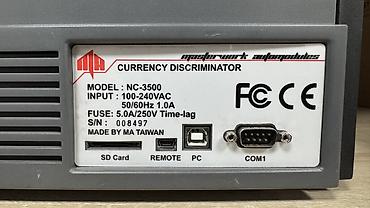 MA
masterwork automodules
CURRENCY DISCRIMINATOR
MODEL : NC-3500
INPUT : 100-240VAC
50/60Hz 1.0A
FUSE: 5.0A/250V Time-lag
S/N : 008497
MADE BY MA TAIWAN
FC CE
SD Card
REMOTE
PC
COM1